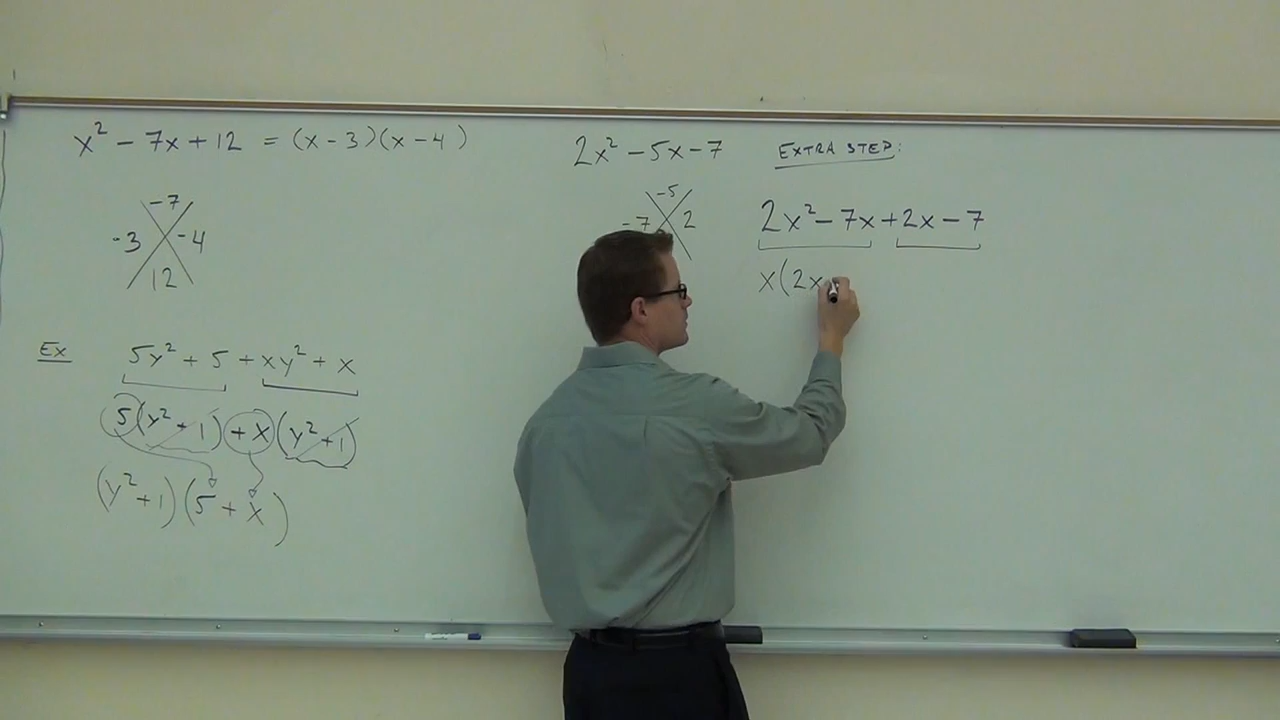 x² - 7x + 12 = (x - 3)(x - 4)
-7
-3 -4
12
Ex 5y² + 5 + xy² + x
5(y² + 1) + x(y² + 1)
(y² + 1)(5 + x)
2x² - 5x - 7
-5
-7 2
EXTRA STEP:
2x² - 7x + 2x - 7
x(2x